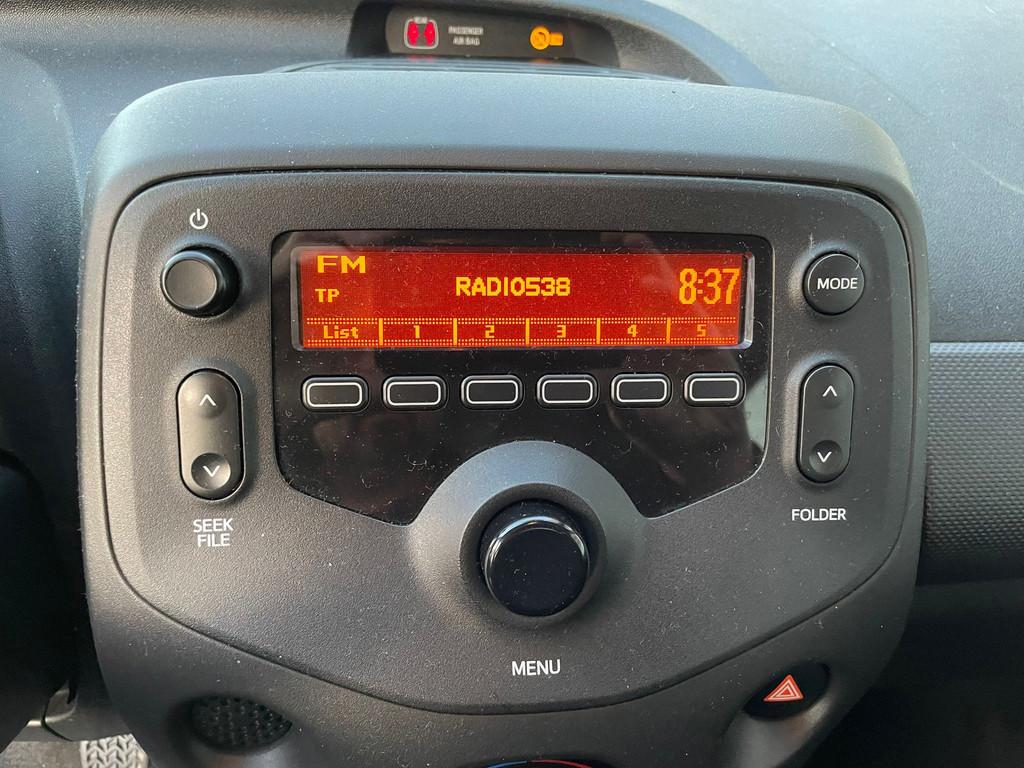 PASSENGER
AIR BAG
FM
TP
RADIO538
8:37
List 1 2 3 4 5
MODE
SEEK
FILE
FOLDER
MENU